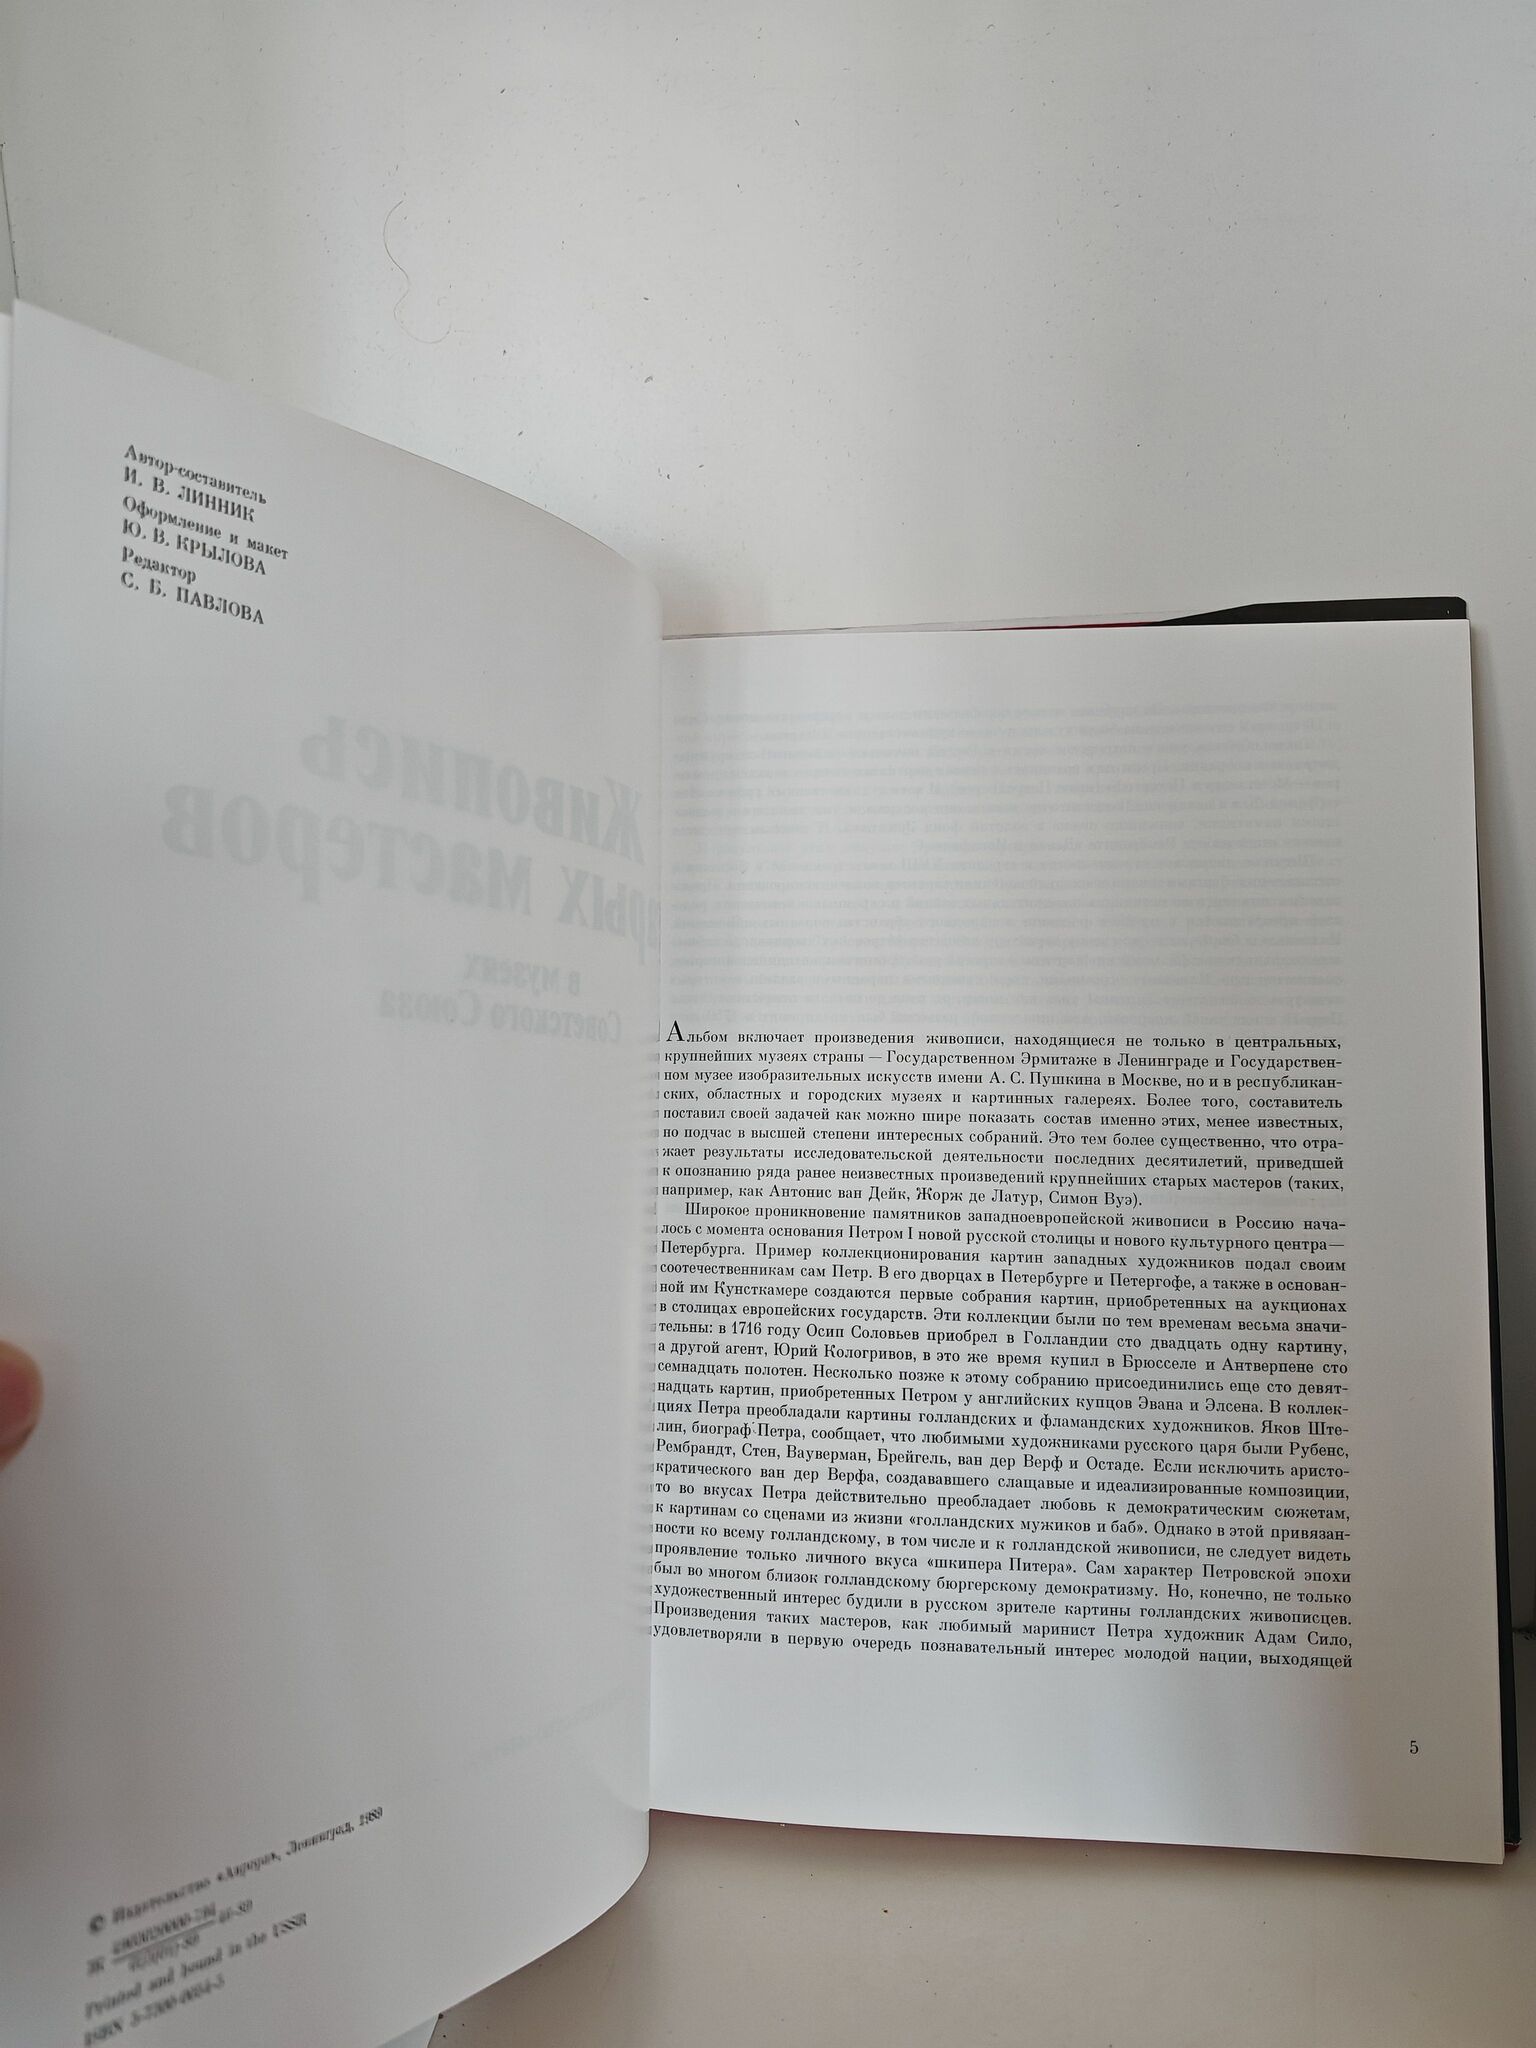 Автор-составитель
И. В. ЛИННИК
Оформление и макет
Ю. В. КРЫЛОВА
Редактор
С. Б. ПАВЛОВА
Живопись
рых мастеров
в музеях
Советского Союза
© Издательство «Аврора», Ленинград, 1989
Printed and bound in the USSR
Альбом включает произведения живописи, находящиеся не только в центральных,
крупнейших музеях страны — Государственном Эрмитаже в Ленинграде и Государствен-
ном музее изобразительных искусств имени А. С. Пушкина в Москве, но и в республикан-
ских, областных и городских музеях и картинных галереях. Более того, составитель
поставил своей задачей как можно шире показать состав именно этих, менее известных,
но подчас в высшей степени интересных собраний. Это тем более существенно, что отра-
жает результаты исследовательской деятельности последних десятилетий, приведшей
к опознанию ряда ранее неизвестных произведений крупнейших старых мастеров (таких,
например, как Антонис ван Дейк, Жорж де Латур, Симон Вуэ).
Широкое проникновение памятников западноевропейской живописи в Россию нача-
лось с момента основания Петром I новой русской столицы и нового культурного центра—
Петербурга. Пример коллекционирования картин западных художников подал своим
соотечественникам сам Петр. В его дворцах в Петербурге и Петергофе, а также в основан-
ной им Кунсткамере создаются первые собрания картин, приобретенных на аукционах
в столицах европейских государств. Эти коллекции были по тем временам весьма значи-
тельны: в 1716 году Осип Соловьев приобрел в Голландии сто двадцать одну картину,
а другой агент, Юрий Кологривов, в это же время купил в Брюсселе и Антверпене сто
семнадцать полотен. Несколько позже к этому собранию присоединились еще сто девят-
надцать картин, приобретенных Петром у английских купцов Эвана и Элсена. В коллек-
циях Петра преобладали картины голландских и фламандских художников. Яков Ште-
лин, биограф Петра, сообщает, что любимыми художниками русского царя были Рубенс,
Рембрандт, Стен, Вауверман, Брейгель, ван дер Верф и Остаде. Если исключить аристо-
кратического ван дер Верфа, создававшего слащавые и идеализированные композиции,
то во вкусах Петра действительно преобладает любовь к демократическим сюжетам,
к картинам со сценами из жизни «голландских мужиков и баб». Однако в этой привязан-
ности ко всему голландскому, в том числе и к голландской живописи, не следует видеть
проявление только личного вкуса «шкипера Питера». Сам характер Петровской эпохи
был во многом близок голландскому бюргерскому демократизму. Но, конечно, не только
художественный интерес будили в русском зрителе картины голландских живописцев.
Произведения таких мастеров, как любимый маринист Петра художник Адам Сило,
удовлетворяли в первую очередь познавательный интерес молодой нации, выходящей
5